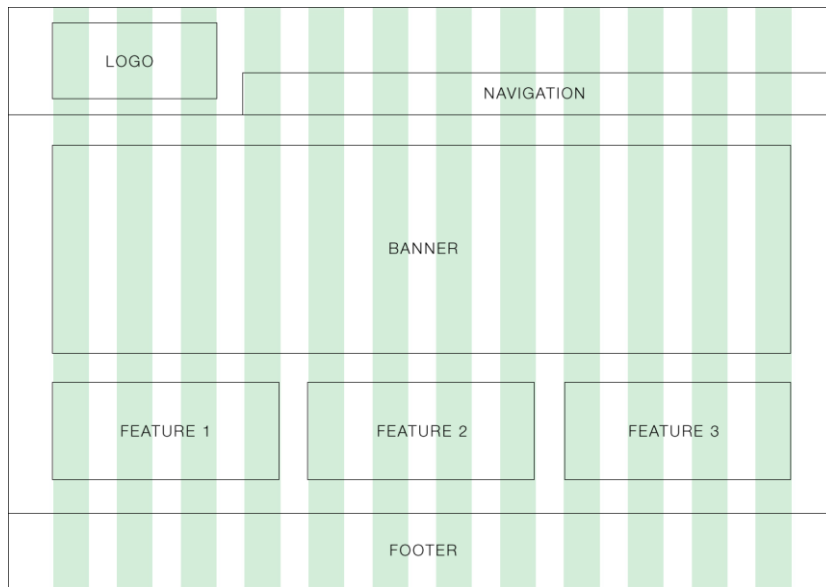 LOGO
NAVIGATION
BANNER
FEATURE 1
FEATURE 2
FEATURE 3
FOOTER